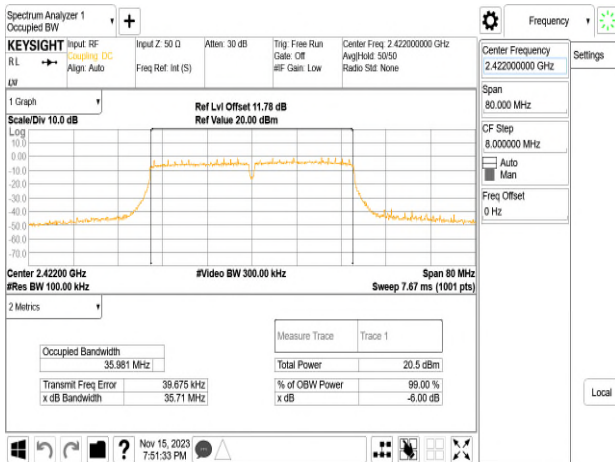 Spectrum Analyzer 1
Occupied BW
Frequency
KEYSIGHT
RL
Input: RF
Coupling: DC
Align: Auto
Input Z: 50 Ω
Freq Ref: Int (S)
Atten: 30 dB
Trig: Free Run
Gate: Off
#IF Gain: Low
Center Freq: 2.422000000 GHz
Avg|Hold: 50/50
Radio Std: None
LXI
Center Frequency
2.422000000 GHz
Settings
Span
80.000 MHz
CF Step
8.000000 MHz
Auto
Man
Freq Offset
0 Hz
Local
1 Graph
Scale/Div 10.0 dB
Ref Lvl Offset 11.78 dB
Ref Value 20.00 dBm
Log
10.0
0.00
-10.0
-20.0
-30.0
-40.0
-50.0
-60.0
-70.0
Center 2.42200 GHz
#Video BW 300.00 kHz
Span 80 MHz
#Res BW 100.00 kHz
Sweep 7.67 ms (1001 pts)
2 Metrics
Measure Trace
Trace 1
Occupied Bandwidth
35.981 MHz
Total Power
20.5 dBm
Transmit Freq Error
39.675 kHz
% of OBW Power
99.00 %
x dB Bandwidth
35.71 MHz
x dB
-6.00 dB
?
Nov 15, 2023
7:51:33 PM